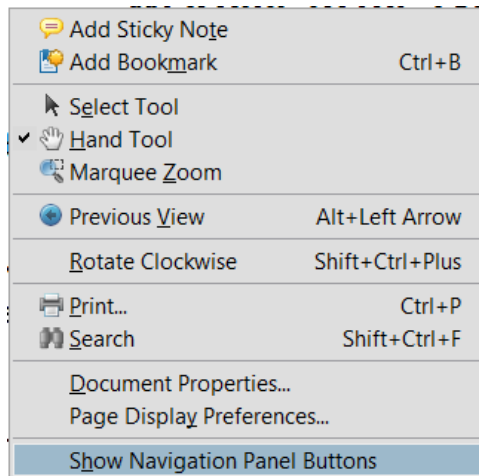 Add Sticky Note
Add Bookmark Ctrl+B
Select Tool
Hand Tool
Marquee Zoom
Previous View Alt+Left Arrow
Rotate Clockwise Shift+Ctrl+Plus
Print... Ctrl+P
Search Shift+Ctrl+F
Document Properties...
Page Display Preferences...
Show Navigation Panel Buttons